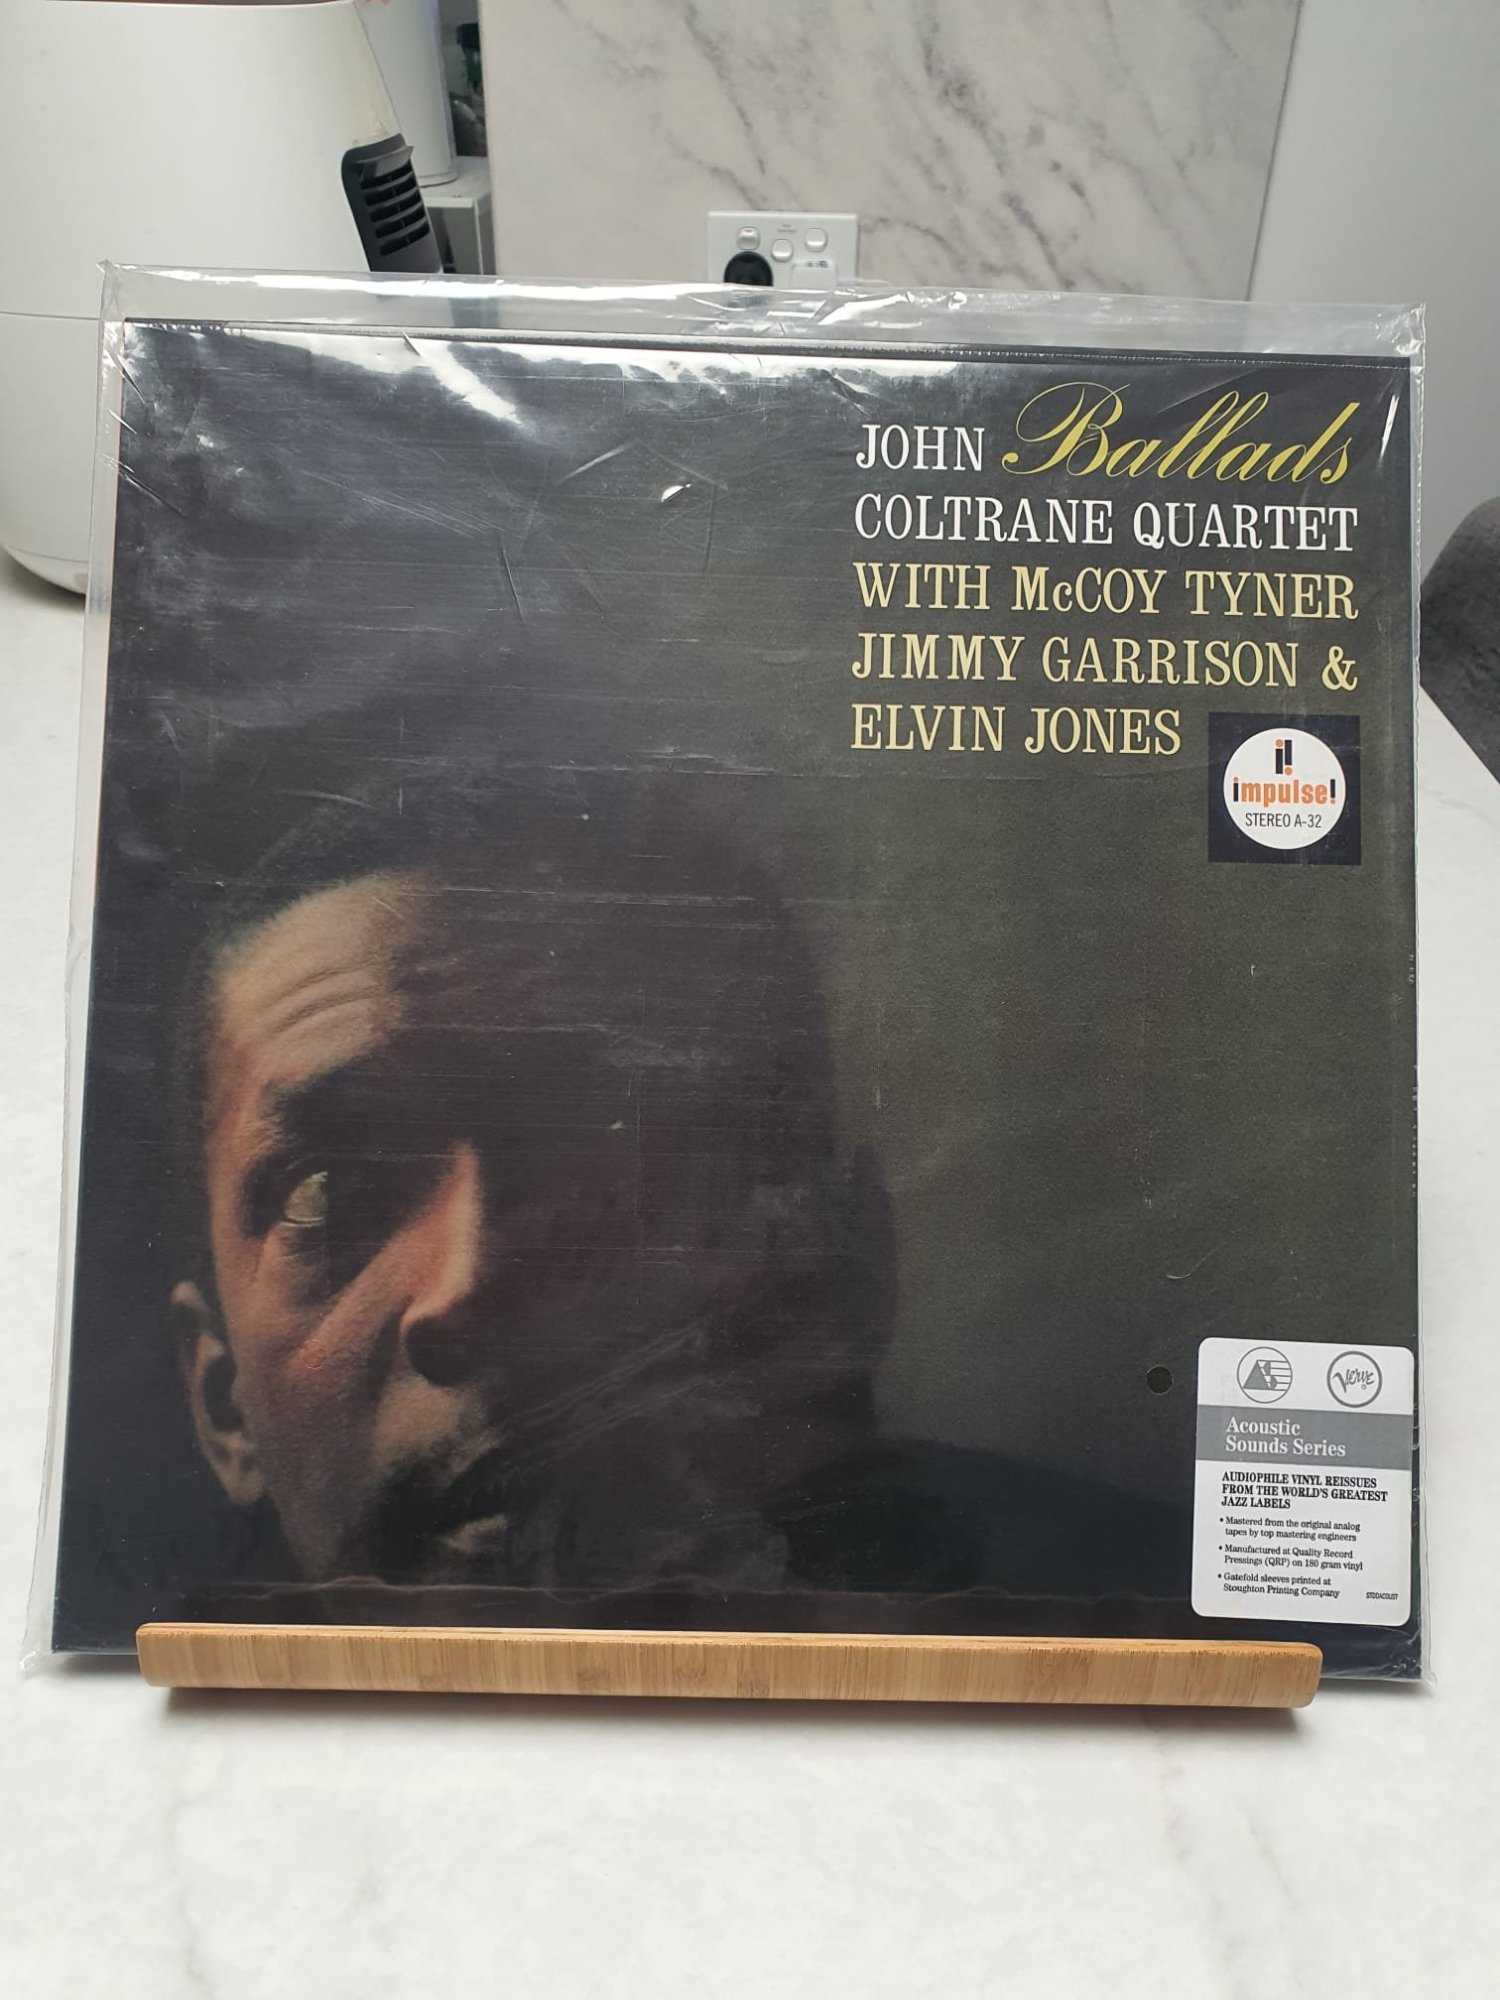 JOHN Ballads
COLTRANE QUARTET
WITH McCOY TYNER
JIMMY GARRISON &
ELVIN JONES
impulse!
STEREO A-32
AS
Verve
Acoustic
Sounds Series
AUDIOPHILE VINYL REISSUES
FROM THE WORLD'S GREATEST
JAZZ LABELS
• Mastered from the original analog
tapes by top mastering engineers
• Manufactured at Quality Record
Pressings (QRP) on 180 gram vinyl
• Gatefold sleeves printed at
Stoughton Printing Company